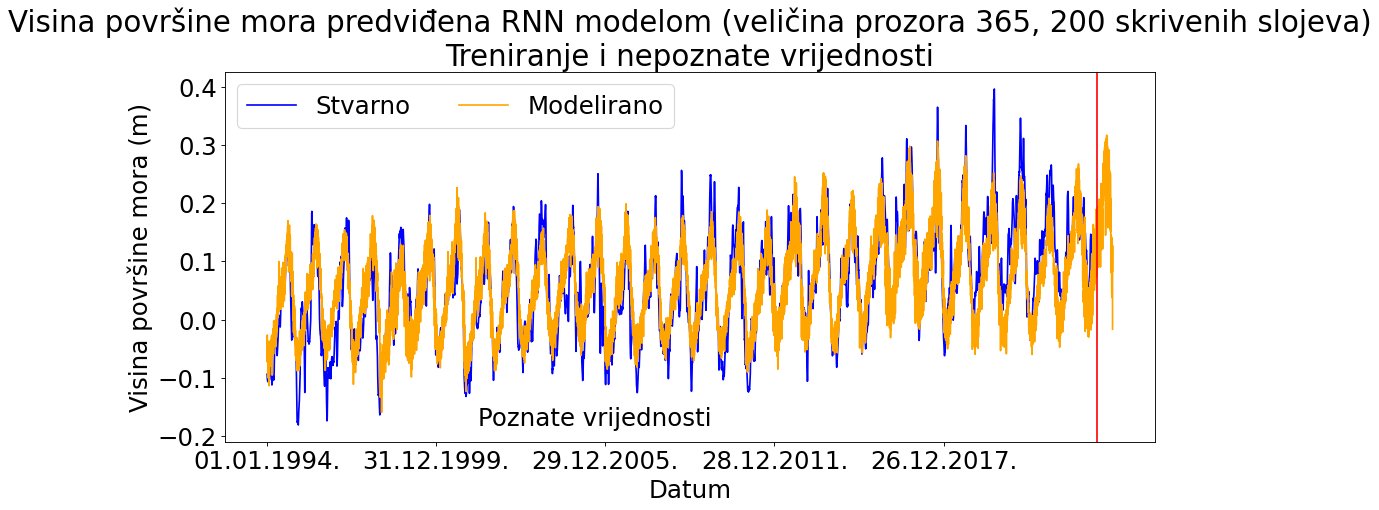 Visina površine mora predviđena RNN modelom (veličina prozora 365, 200 skrivenih slojeva)
Treniranje i nepoznate vrijednosti
Stvarno
Modelirano
Visina površine mora (m)
0.4
0.3
0.2
0.1
0.0
−0.1
−0.2
Poznate vrijednosti
01.01.1994.
31.12.1999.
29.12.2005.
28.12.2011.
26.12.2017.
Datum